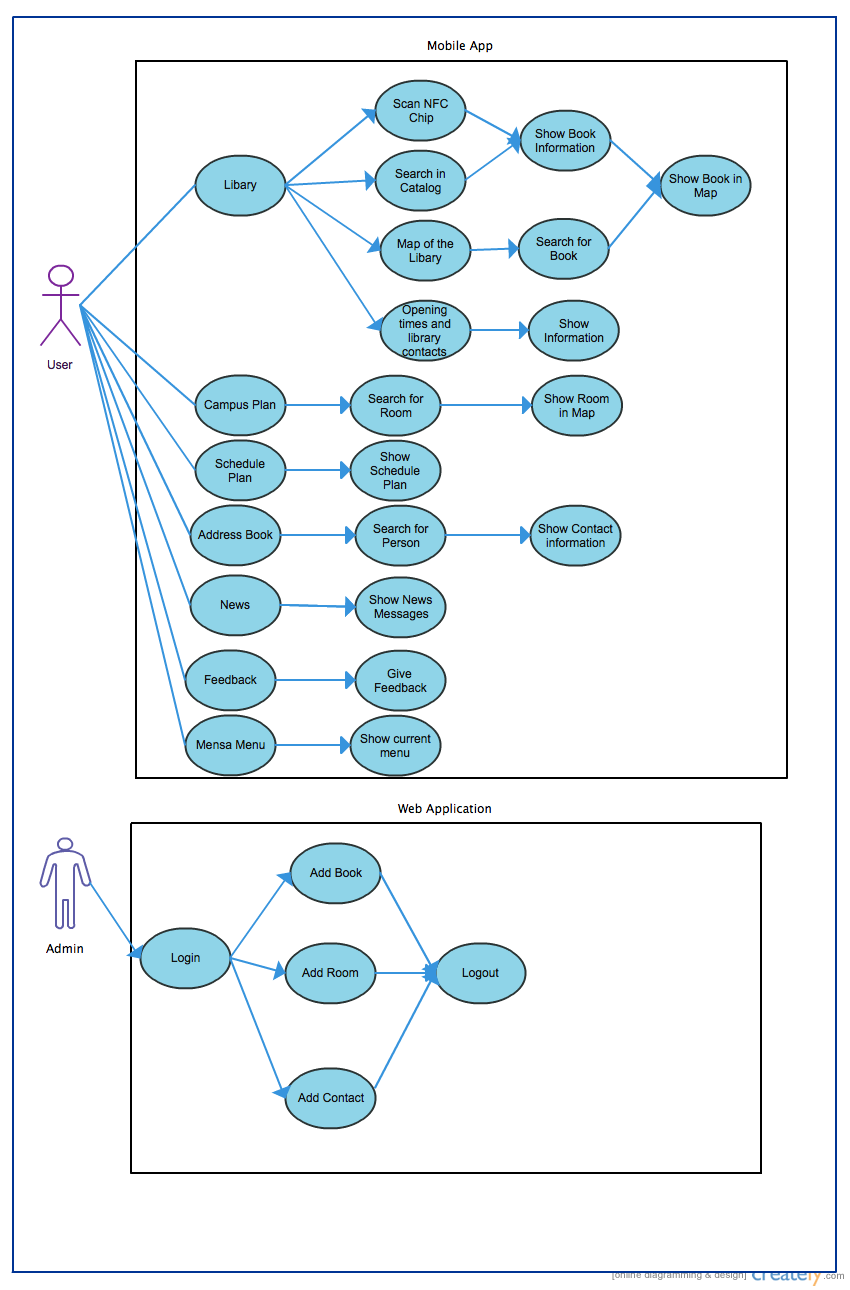 Mobile App
Scan NFC
Chip
Show Book
Information
Libary
Search in
Catalog
Show Book in
Map
Map of the
Libary
Search for
Book
Opening
times and
library
contacts
Show
Information
User
Campus Plan
Search for
Room
Show Room
in Map
Schedule
Plan
Show
Schedule
Plan
Address Book
Search for
Person
Show Contact
information
News
Show News
Messages
Feedback
Give
Feedback
Mensa Menu
Show current
menu
Web Application
Add Book
Admin
Login
Add Room
Logout
Add Contact
[online diagramming & design] creately.com